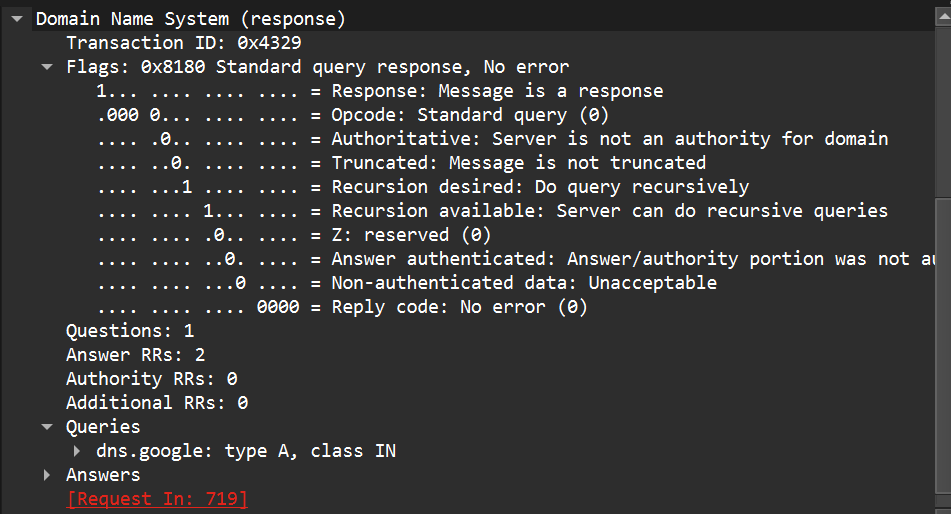 Domain Name System (response)
Transaction ID: 0x4329
Flags: 0x8180 Standard query response, No error
1... .... .... .... = Response: Message is a response
.000 0... .... .... = Opcode: Standard query (0)
.... .0.. .... .... = Authoritative: Server is not an authority for domain
.... ..0. .... .... = Truncated: Message is not truncated
.... ...1 .... .... = Recursion desired: Do query recursively
.... .... 1... .... = Recursion available: Server can do recursive queries
.... .... .0.. .... = Z: reserved (0)
.... .... ..0. .... = Answer authenticated: Answer/authority portion was not
.... .... ...0 .... = Non-authenticated data: Unacceptable
.... .... .... 0000 = Reply code: No error (0)
Questions: 1
Answer RRs: 2
Authority RRs: 0
Additional RRs: 0
Queries
dns.google: type A, class IN
Answers
[Request In: 719]